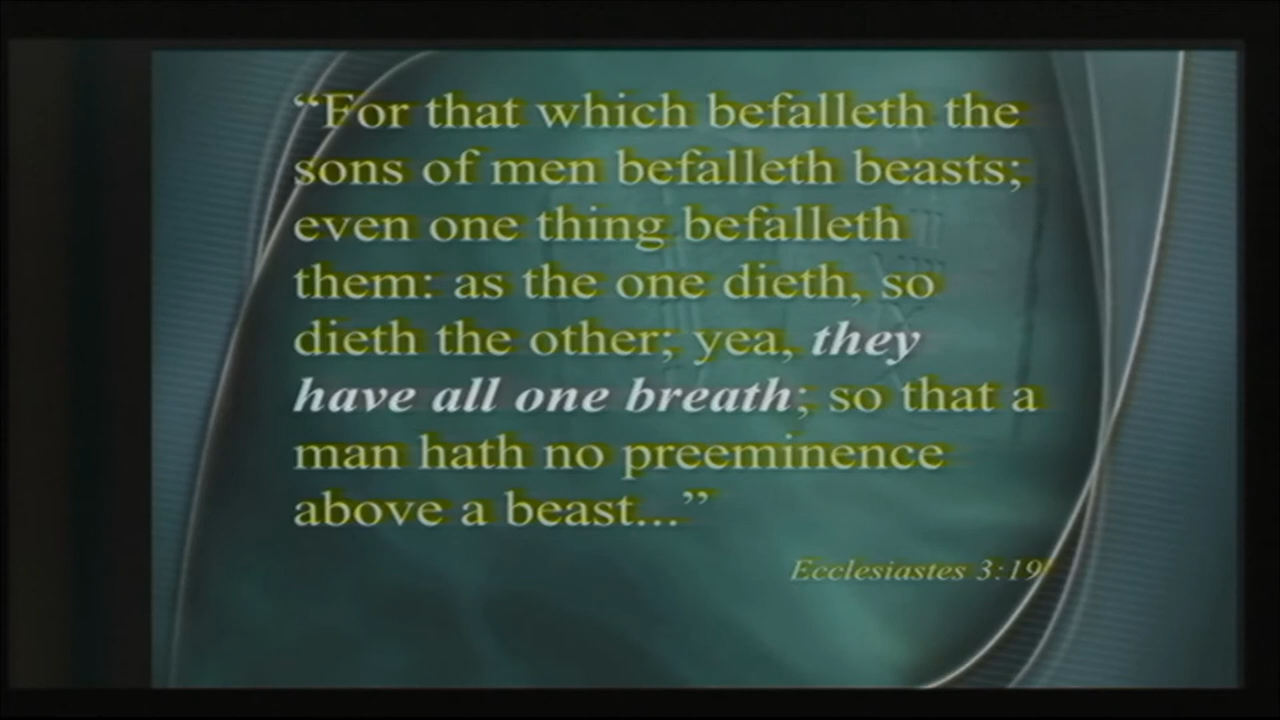 “For that which befalleth the
sons of men befalleth beasts;
even one thing befalleth
them: as the one dieth, so
dieth the other; yea, they
have all one breath; so that a
man hath no preeminence
above a beast...”
Ecclesiastes 3:19